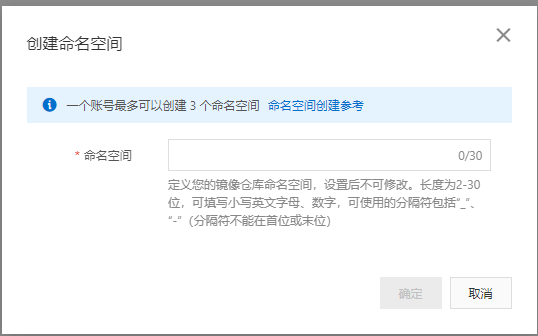 创建命名空间
一个账号最多可以创建 3 个命名空间 命名空间创建参考
* 命名空间
0/30
定义您的镜像仓库命名空间，设置后不可修改。长度为2-30
位，可填写小写英文字母、数字，可使用的分隔符包括“_”、
“-”（分隔符不能在首位或末位）
确定 取消